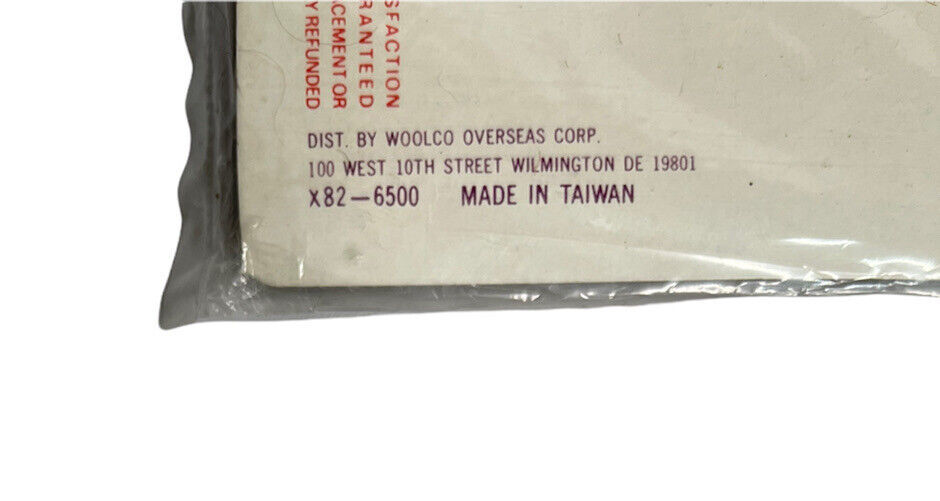 SFACTION
RANTEED
ACEMENT OR
Y REFUNDED
DIST. BY WOOLCO OVERSEAS CORP.
100 WEST 10TH STREET WILMINGTON DE 19801
X82-6500 MADE IN TAIWAN